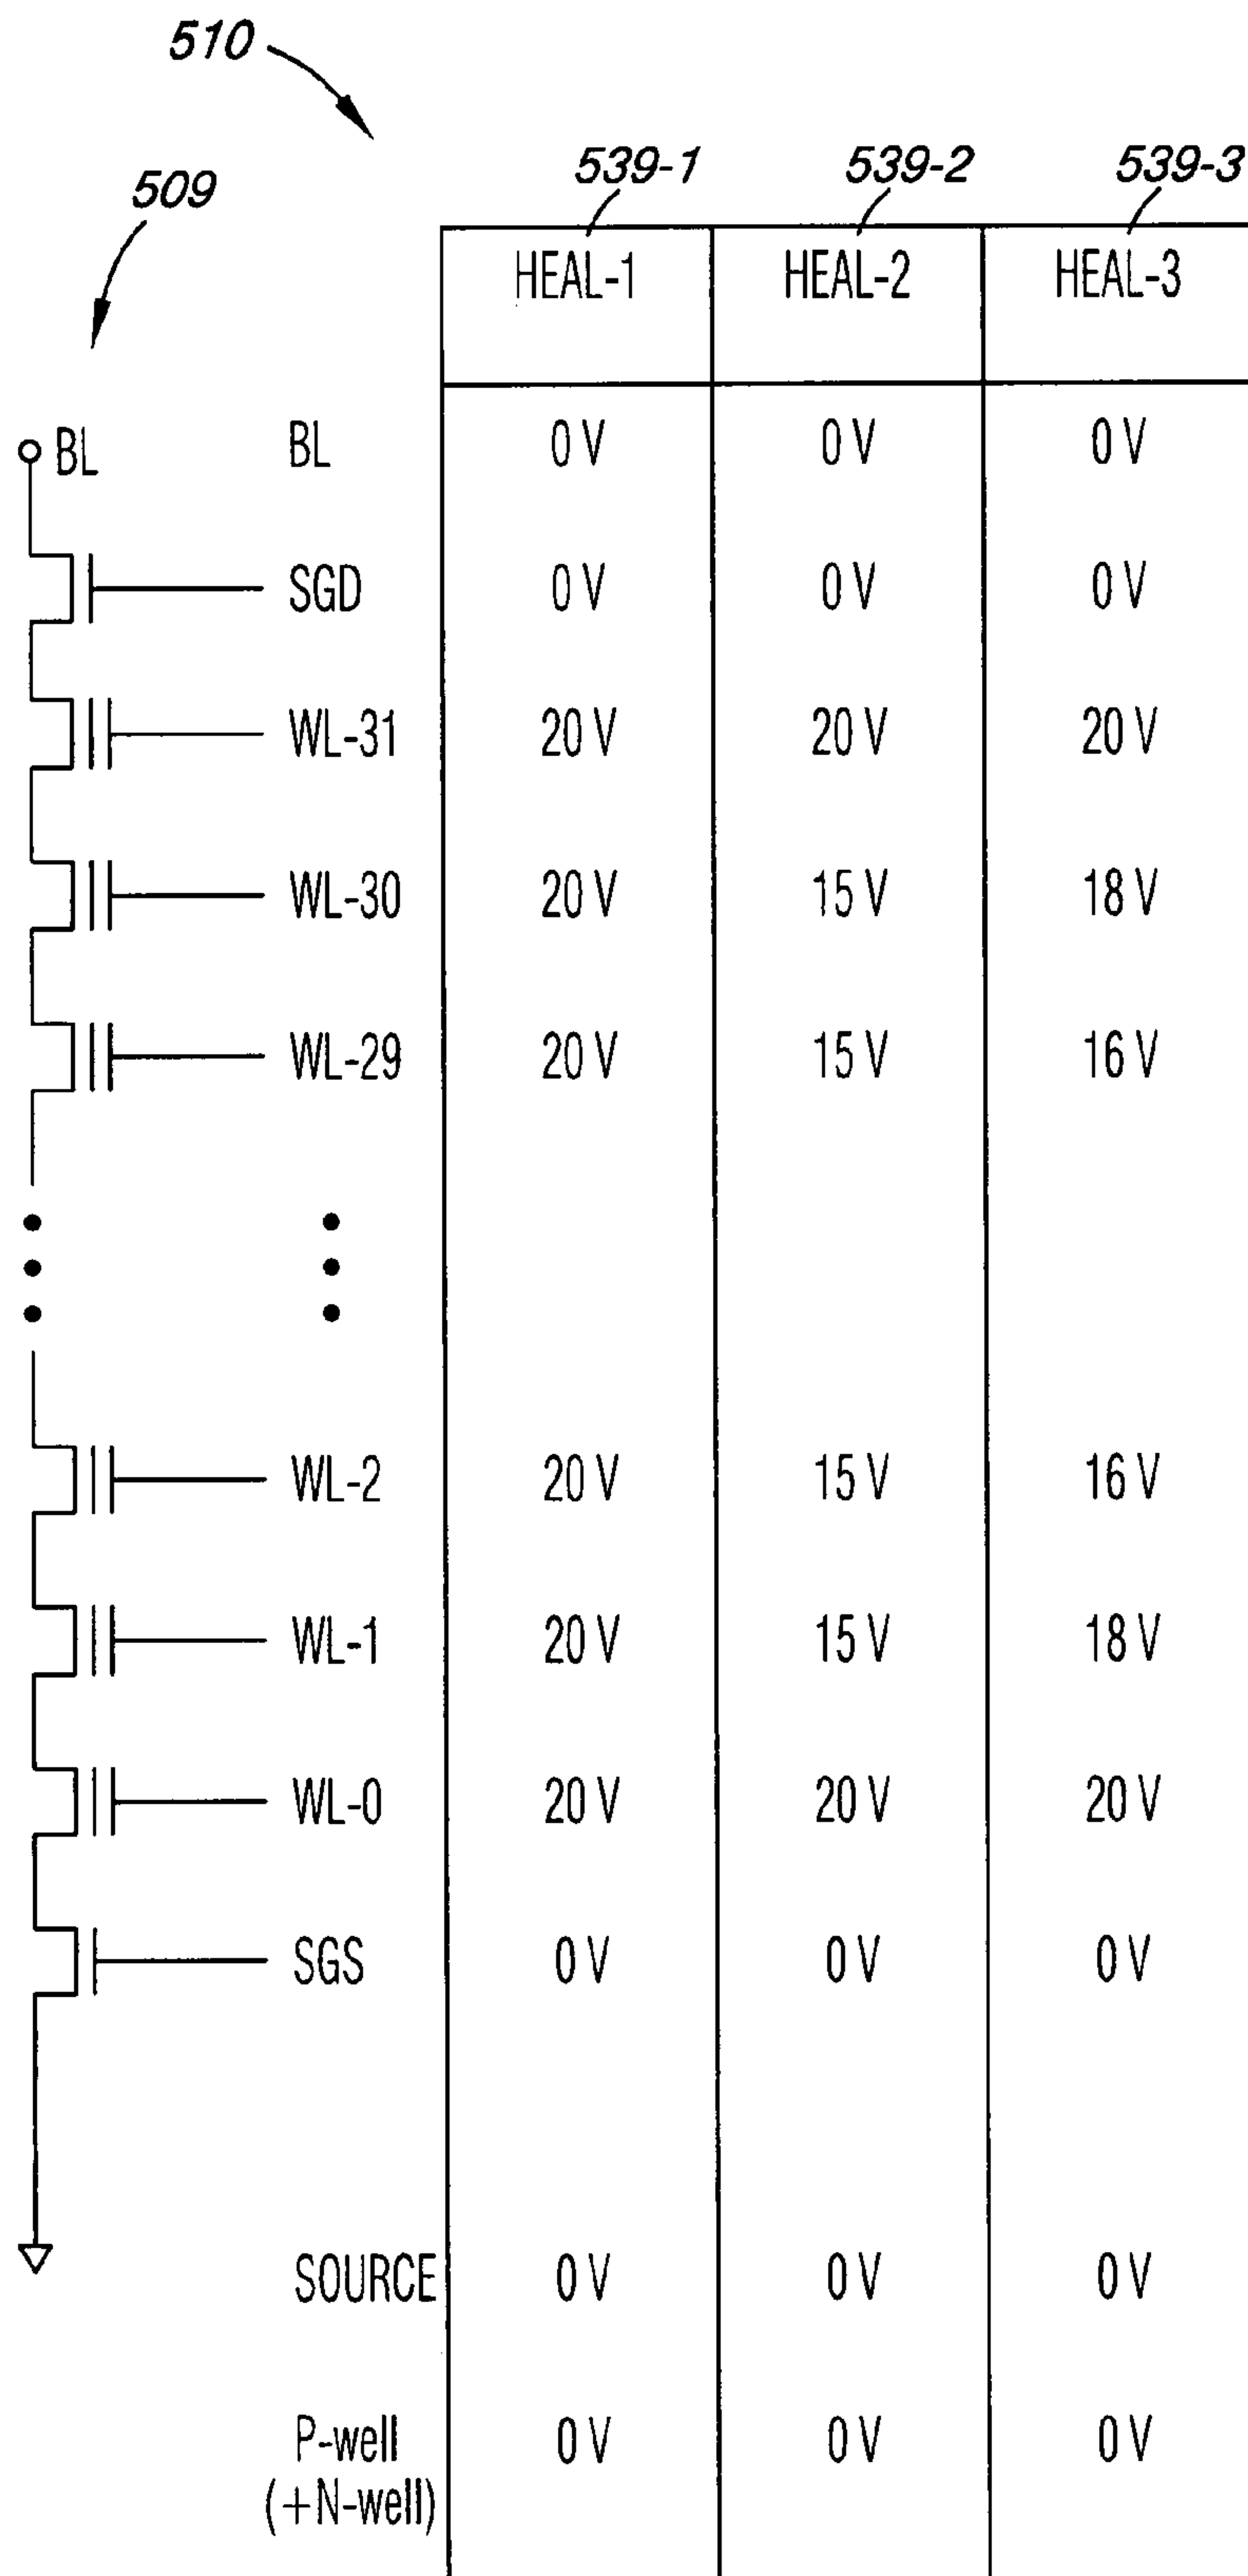 510
509
539-1 539-2 539-3
HEAL-1 HEAL-2 HEAL-3
BL BL 0 V 0 V 0 V
SGD 0 V 0 V 0 V
WL-31 20 V 20 V 20 V
WL-30 20 V 15 V 18 V
WL-29 20 V 15 V 16 V
WL-2 20 V 15 V 16 V
WL-1 20 V 15 V 18 V
WL-0 20 V 20 V 20 V
SGS 0 V 0 V 0 V
SOURCE 0 V 0 V 0 V
P-well 0 V 0 V 0 V
(+N-well)